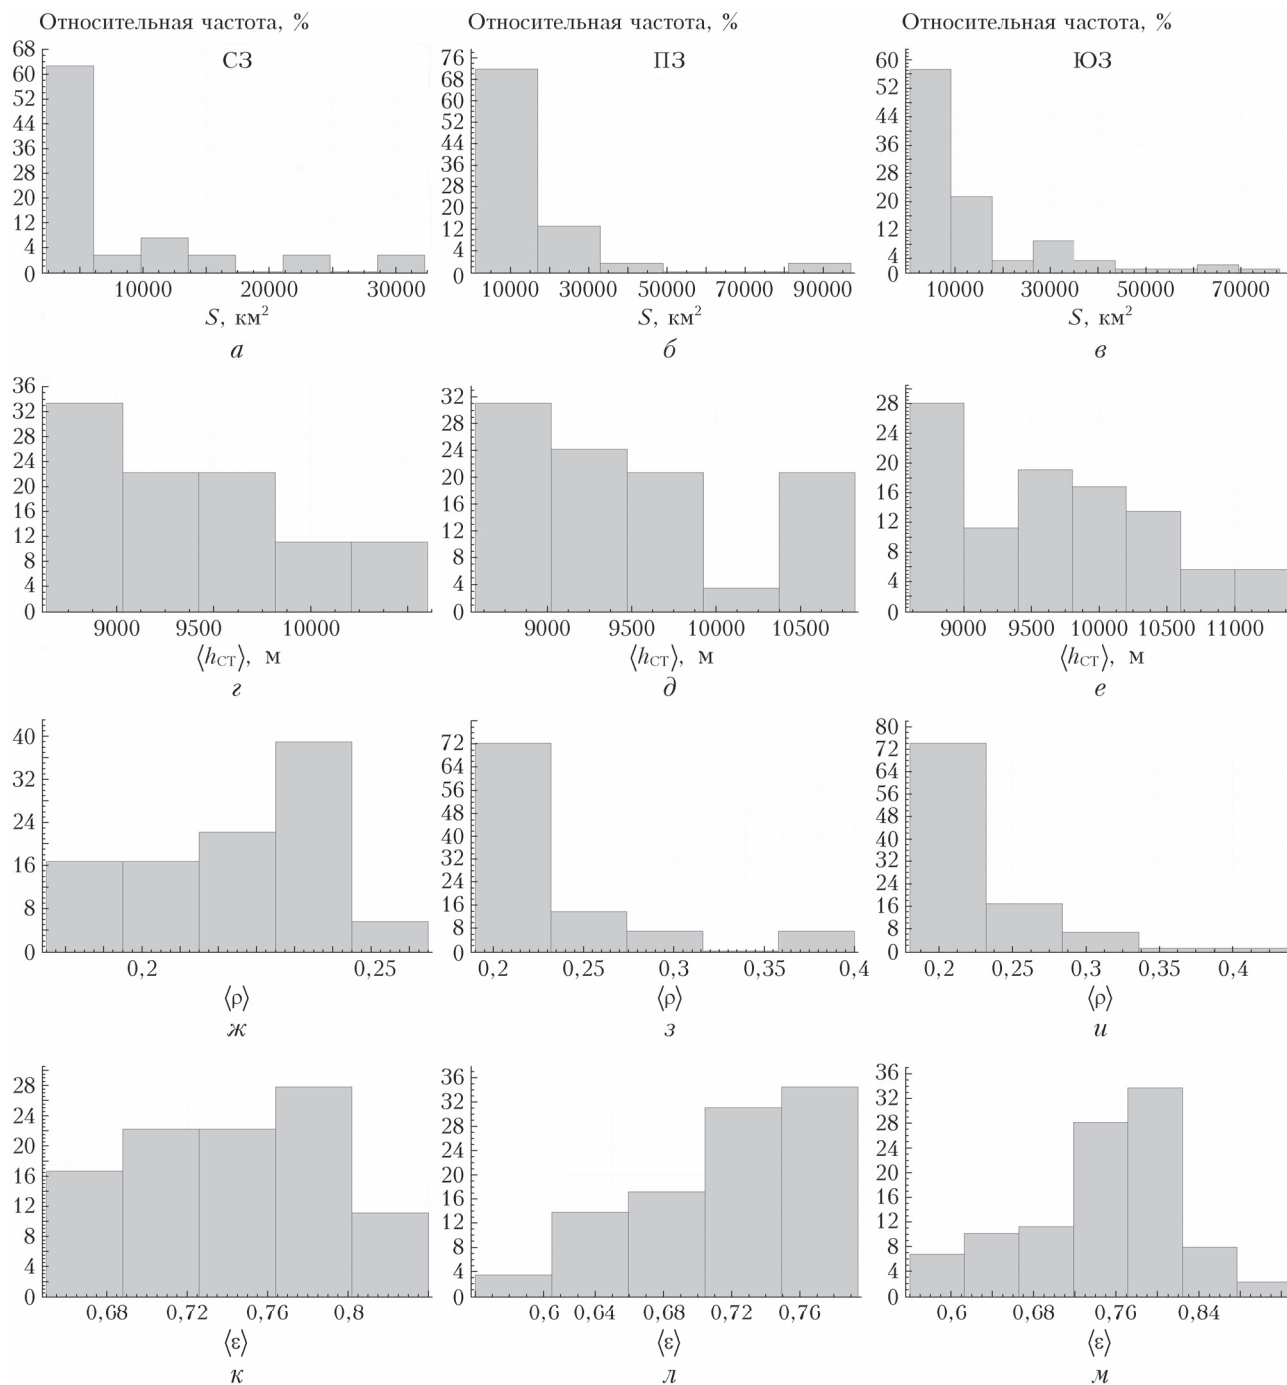 Относительная частота, %
Относительная частота, %
Относительная частота, %
СЗ
68
60
52
44
36
28
20
12
4
0
10000 20000 30000
S, км²
а
ПЗ
76
68
60
52
44
36
28
20
12
4
0
10000 30000 50000 70000 90000
S, км²
б
ЮЗ
60
52
44
36
28
20
12
4
0
10000 30000 50000 70000
S, км²
в
36
32
28
24
20
16
12
8
4
0
9000 9500 10000
⟨hСТ⟩, м
г
32
28
24
20
16
12
8
4
0
9000 9500 10000 10500
⟨hСТ⟩, м
д
28
24
20
16
12
8
4
0
9000 9500 10000 10500 11000
⟨hСТ⟩, м
е
40
32
24
16
8
0
0,2 0,25
⟨ρ⟩
ж
72
64
56
48
40
32
24
16
8
0
0,2 0,25 0,3 0,35 0,4
⟨ρ⟩
з
80
72
64
56
48
40
32
24
16
8
0
0,2 0,25 0,3 0,35 0,4
⟨ρ⟩
и
28
24
20
16
12
8
4
0
0,68 0,72 0,76 0,8
⟨ε⟩
к
36
32
28
24
20
16
12
8
4
0
0,6 0,64 0,68 0,72 0,76
⟨ε⟩
л
36
32
28
24
20
16
12
8
4
0
0,6 0,68 0,76 0,84
⟨ε⟩
м